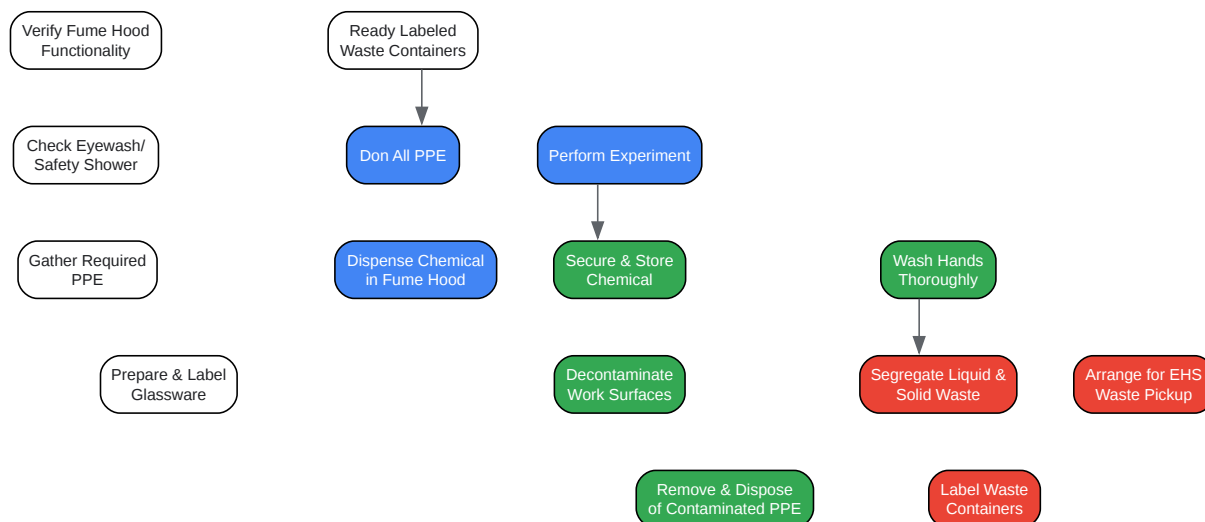 Verify Fume Hood
Functionality
Ready Labeled
Waste Containers
Check Eyewash/
Safety Shower
Don All PPE
Perform Experiment
Gather Required
PPE
Dispense Chemical
in Fume Hood
Secure & Store
Chemical
Wash Hands
Thoroughly
Prepare & Label
Glassware
Decontaminate
Work Surfaces
Segregate Liquid &
Solid Waste
Arrange for EHS
Waste Pickup
Remove & Dispose
of Contaminated PPE
Label Waste
Containers